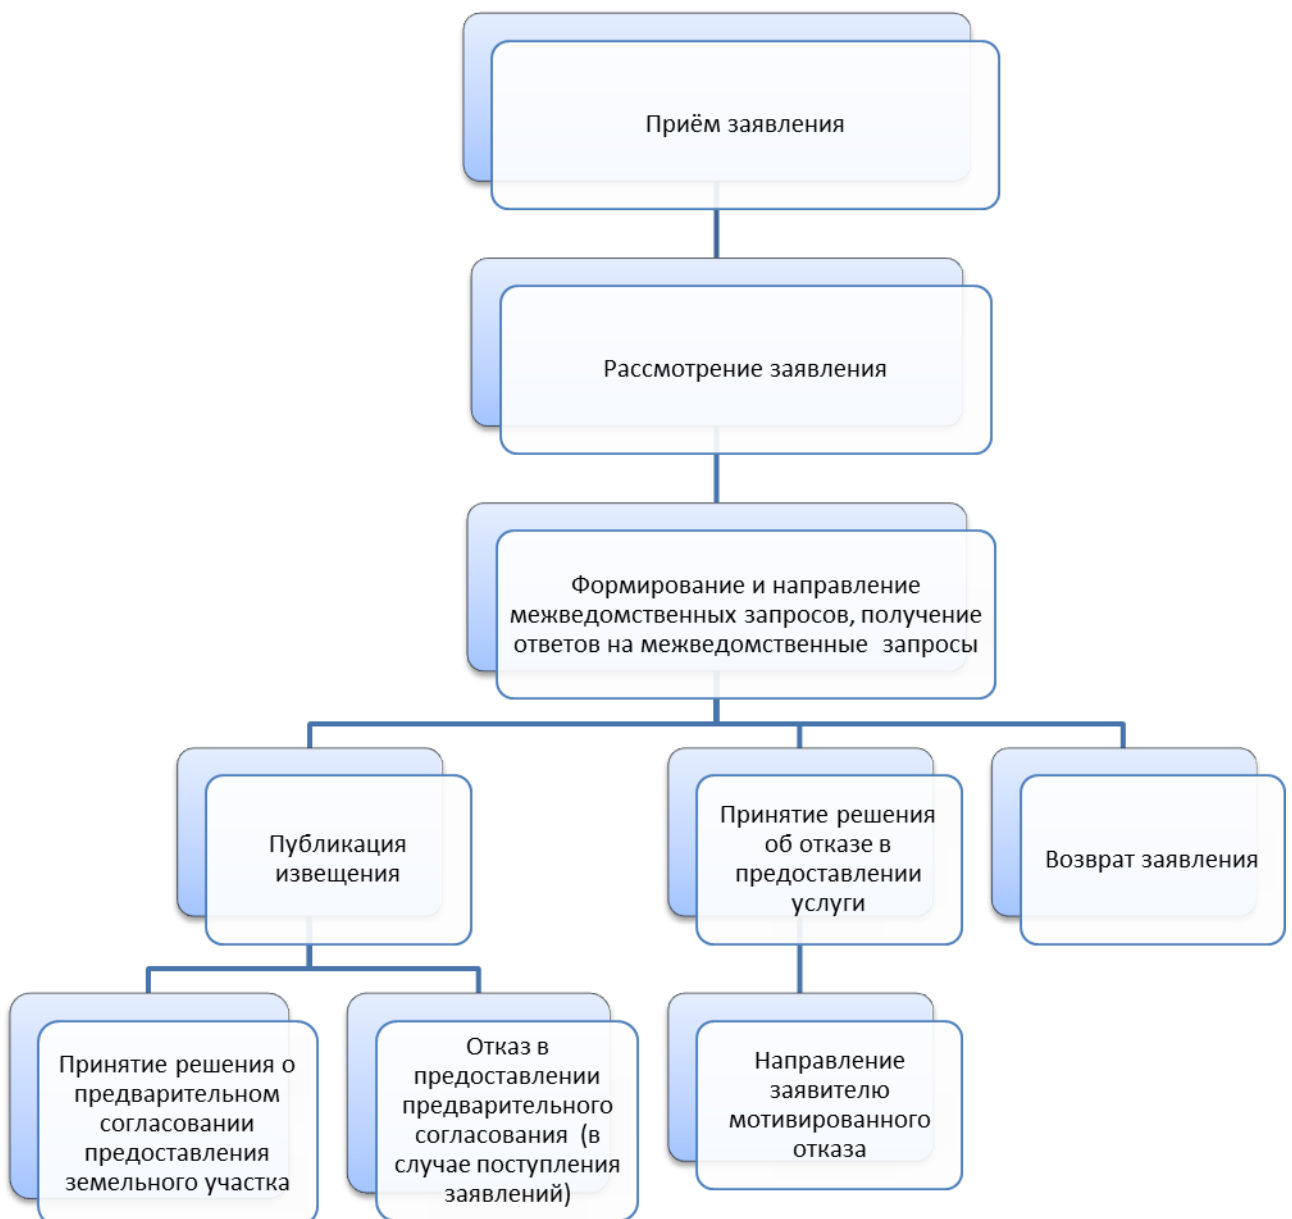 Приём заявления
Рассмотрение заявления
Формирование и направление
межведомственных запросов, получение
ответов на межведомственные запросы
Публикация
извещения
Принятие решения
об отказе в
предоставлении
услуги
Возврат заявления
Принятие решения о
предварительном
согласовании
предоставления
земельного участка
Отказ в
предоставлении
предварительного
согласования (в
случае поступления
заявлений)
Направление
заявителю
мотивированного
отказа